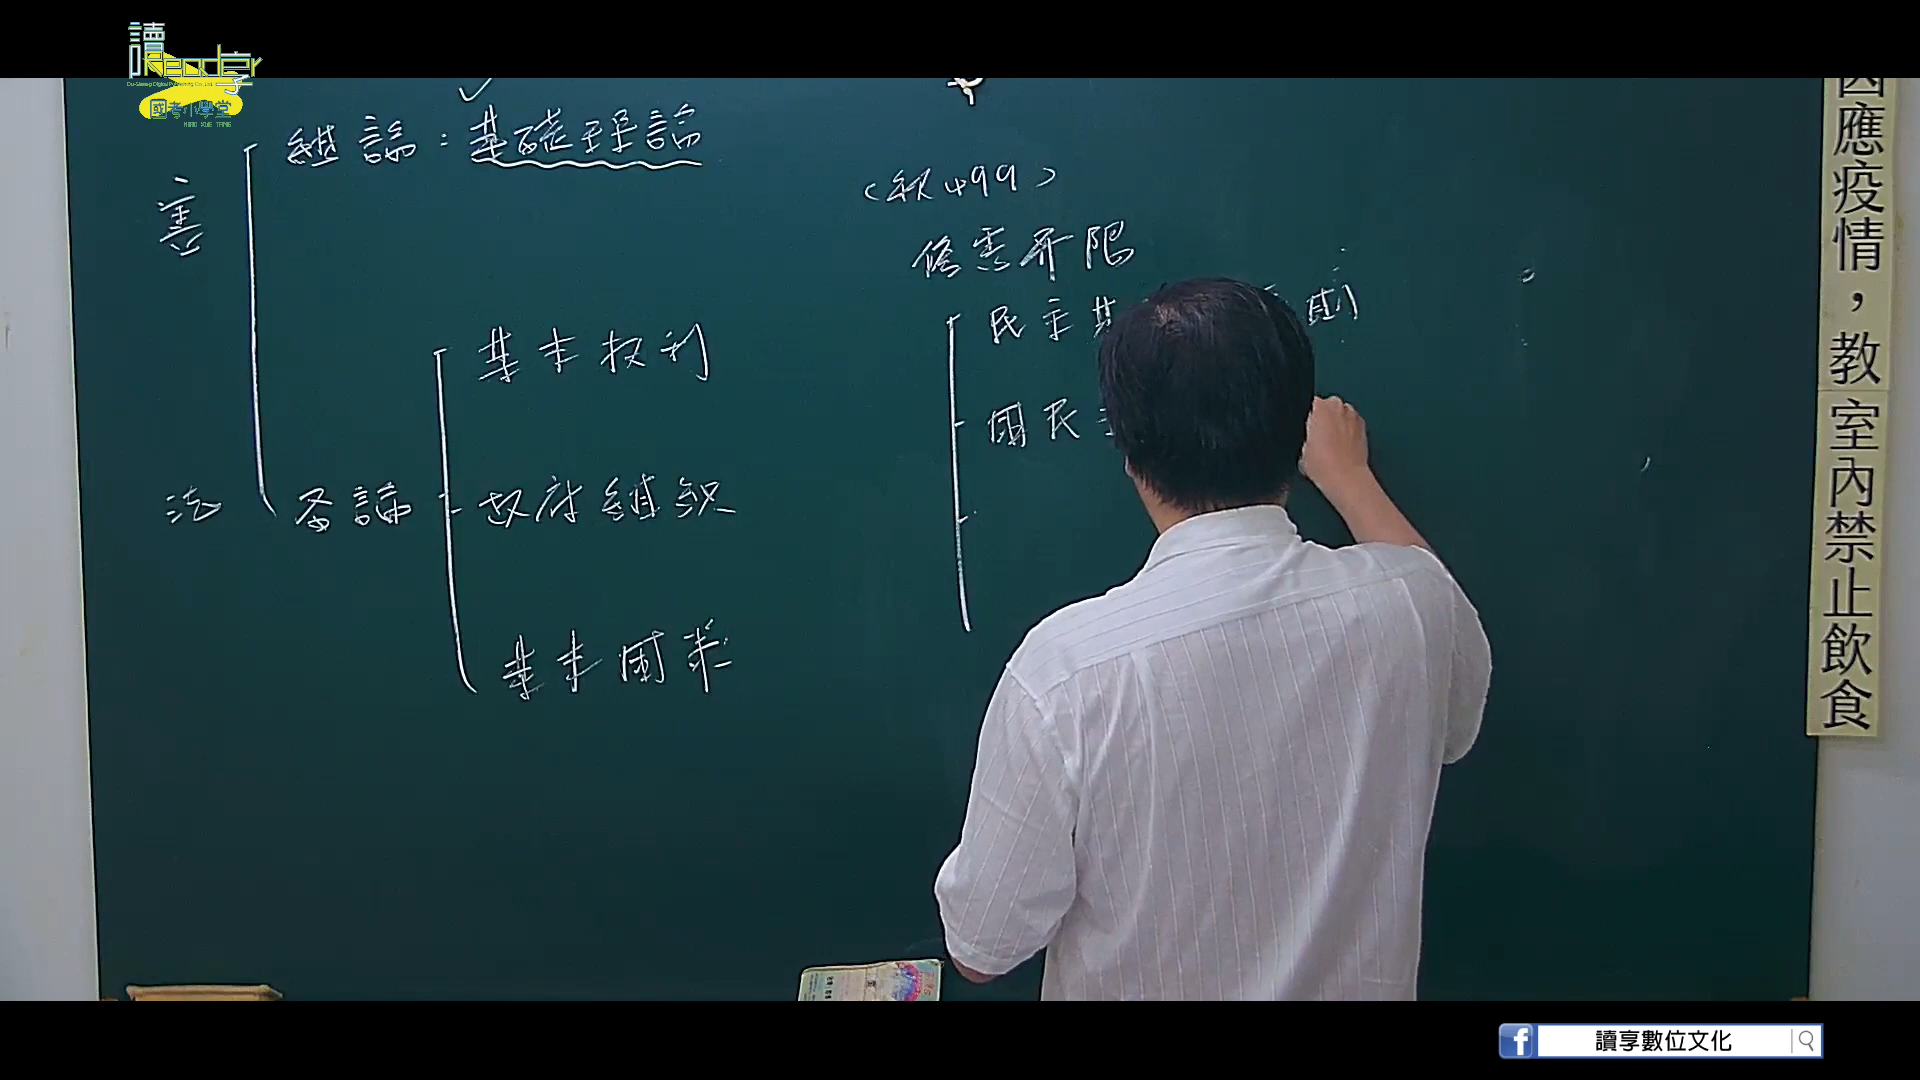 讀享
Reader
國考小學堂
憲法
總論：基礎理論
各論
基本權利
政府組織
基本國策
（釋499）
修憲界限
民主共
則
國民主
因應疫情，教室內禁止飲食
讀享數位文化